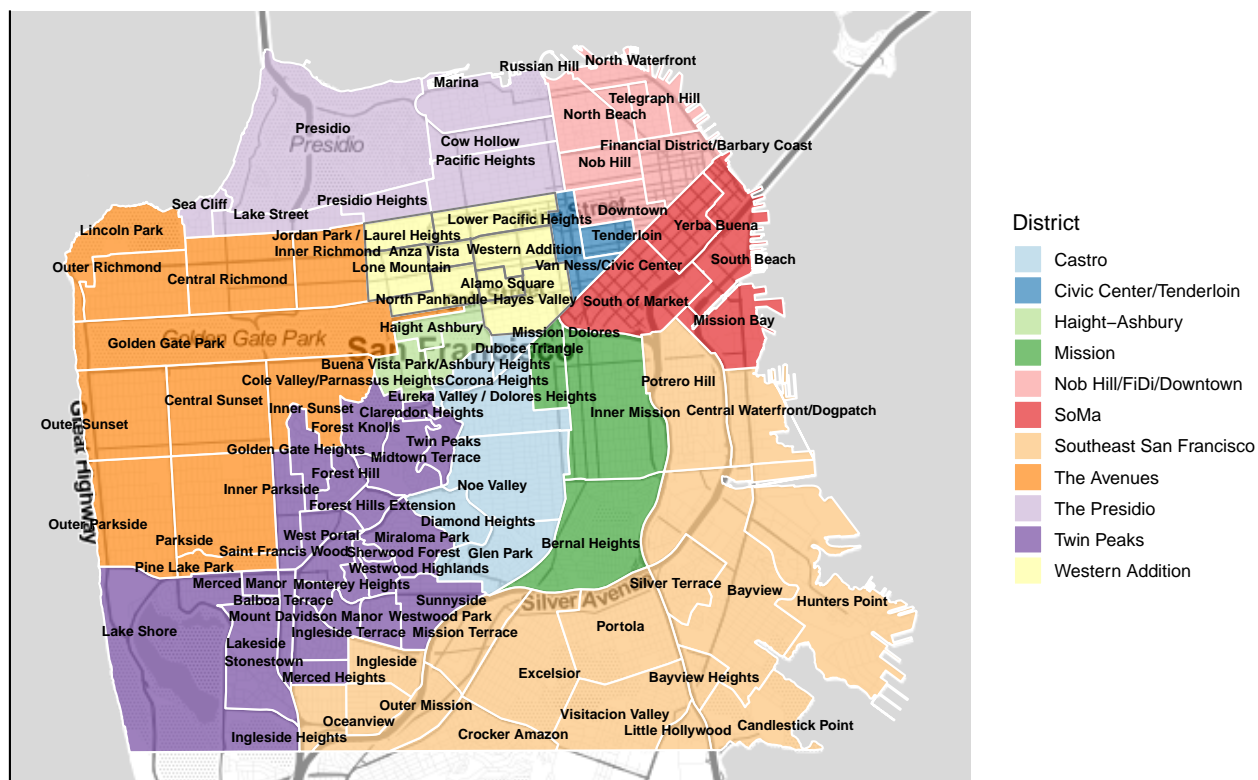 North Waterfront
Russian Hill
Marina
Telegraph Hill
North Beach
Presidio
Presidio
Cow Hollow
Financial District/Barbary Coast
Pacific Heights
Nob Hill
Presidio Heights
Sea Cliff
Lake Street
Downtown
Lower Pacific Heights
Street
Yerba Buena
Lincoln Park
Jordan Park / Laurel Heights
Tenderloin
Inner Richmond
Anza Vista
Western Addition
South Beach
Outer Richmond
Lone Mountain
Van Ness/Civic Center
Central Richmond
Alamo Square
North Panhandle
Hayes Valley
South of Market
Mission Bay
Haight Ashbury
Mission Dolores
Golden Gate Park
Golden Gate Park
San Francisco
Duboce Triangle
Buena Vista Park/Ashbury Heights
Cole Valley/Parnassus Heights
Corona Heights
Potrero Hill
Eureka Valley / Dolores Heights
Central Sunset
Inner Sunset
Clarendon Heights
Inner Mission
Central Waterfront/Dogpatch
Outer Sunset
Great Highway
Forest Knolls
Twin Peaks
Golden Gate Heights
Midtown Terrace
Forest Hill
Inner Parkside
Noe Valley
Forest Hills Extension
Outer Parkside
Diamond Heights
West Portal
Miraloma Park
Parkside
Bernal Heights
Saint Francis Wood
Sherwood Forest
Glen Park
Pine Lake Park
Westwood Highlands
Merced Manor
Monterey Heights
Silver Terrace
Bayview
Balboa Terrace
Sunnyside
Silver Avenue
Hunters Point
Mount Davidson Manor
Westwood Park
Lake Shore
Ingleside Terrace
Mission Terrace
Portola
Lakeside
Stonestown
Ingleside
Merced Heights
Excelsior
Bayview Heights
Outer Mission
Oceanview
Visitacion Valley
Ingleside Heights
Crocker Amazon
Little Hollywood
Candlestick Point
District
Castro
Civic Center/Tenderloin
Haight−Ashbury
Mission
Nob Hill/FiDi/Downtown
SoMa
Southeast San Francisco
The Avenues
The Presidio
Twin Peaks
Western Addition